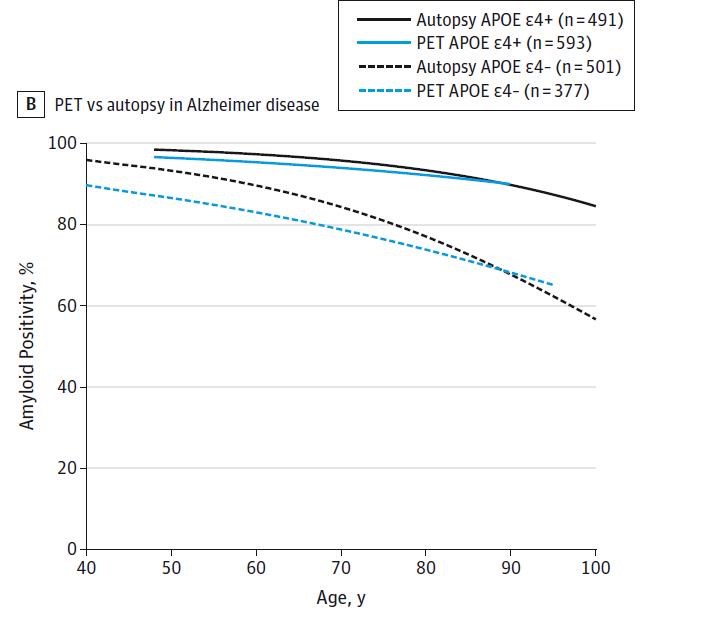 Autopsy APOE ε4+ (n=491)
PET APOE ε4+ (n=593)
Autopsy APOE ε4- (n=501)
PET APOE ε4- (n=377)
B PET vs autopsy in Alzheimer disease
100
80
60
40
20
0
Amyloid Positivity, %
40 50 60 70 80 90 100
Age, y